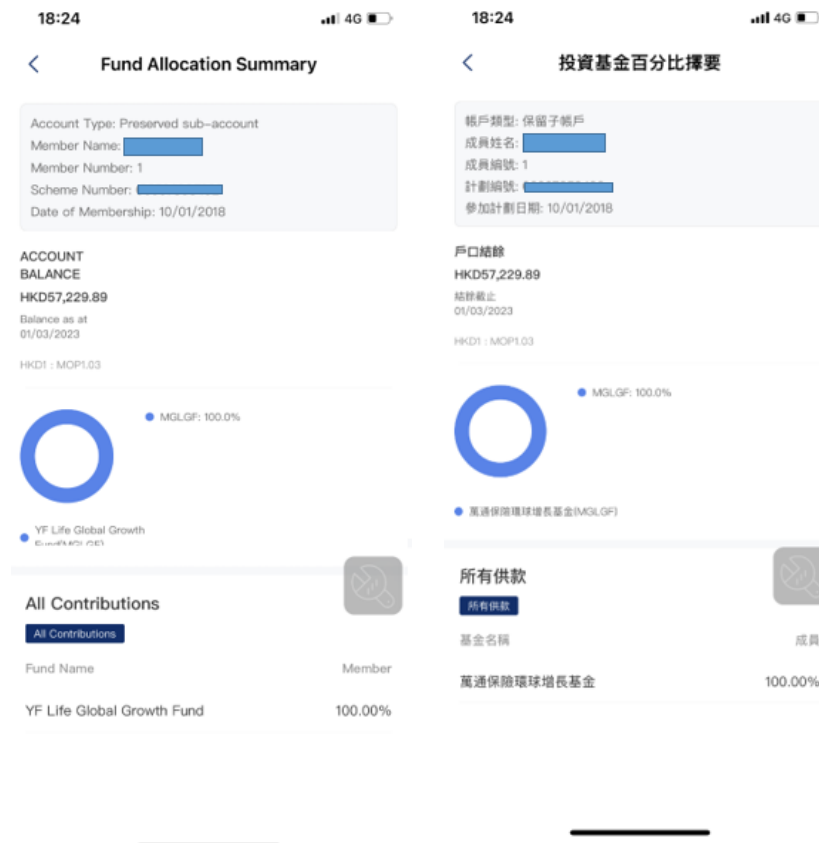 18:24
4G
Fund Allocation Summary
Account Type: Preserved sub-account
Member Name:
Member Number: 1
Scheme Number:
Date of Membership: 10/01/2018
ACCOUNT
BALANCE
HKD57,229.89
Balance as at
01/03/2023
HKD1 : MOP1.03
MGLGF: 100.0%
YF Life Global Growth
Fund(MGLGF)
All Contributions
All Contributions
Fund Name
Member
YF Life Global Growth Fund
100.00%
18:24
4G
投資基金百分比擇要
帳戶類型: 保留子帳戶
成員姓名:
成員編號: 1
計劃編號:
參加計劃日期: 10/01/2018
戶口結餘
HKD57,229.89
結餘截止
01/03/2023
HKD1 : MOP1.03
MGLGF: 100.0%
萬通保險環球增長基金(MGLGF)
所有供款
所有供款
基金名稱
成員
萬通保險環球增長基金
100.00%